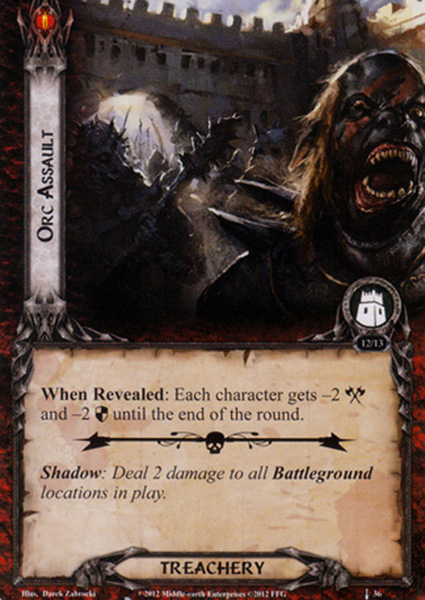 ORC ASSAULT
12/13
When Revealed: Each character gets –2
and –2 until the end of the round.
Shadow: Deal 2 damage to all Battleground
locations in play.
TREACHERY
Illus. Darek Zabrocki ©2012 Middle-earth Enterprises ©2012 FFG 36